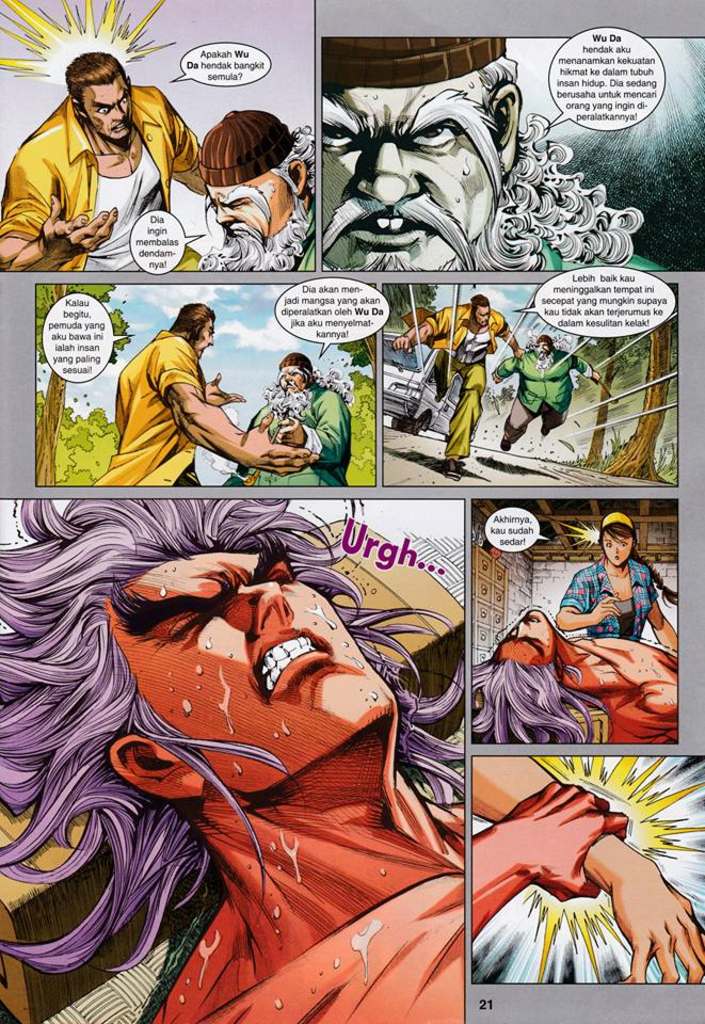 Apakah Wu
Da hendak bangkit
semula?
Dia
ingin
membalas
dendamnya!
Wu Da
hendak aku
menanamkan kekuatan
hikmat ke dalam tubuh
insan hidup. Dia sedang
berusaha untuk mencari
orang yang ingin di-
peralatkannya!
Kalau
begitu,
pemuda yang
aku bawa ini
ialah insan
yang paling
sesuai!
Dia akan men-
jadi mangsa yang akan
diperalatkan oleh Wu Da
jika aku menyelmat-
kannya!
Lebih baik kau
meninggalkan tempat ini
secepat yang mungkin supaya
kau tidak akan terjerumus ke
dalam kesulitan kelak!
Urgh...
Akhirnya,
kau sudah
sedar!
21